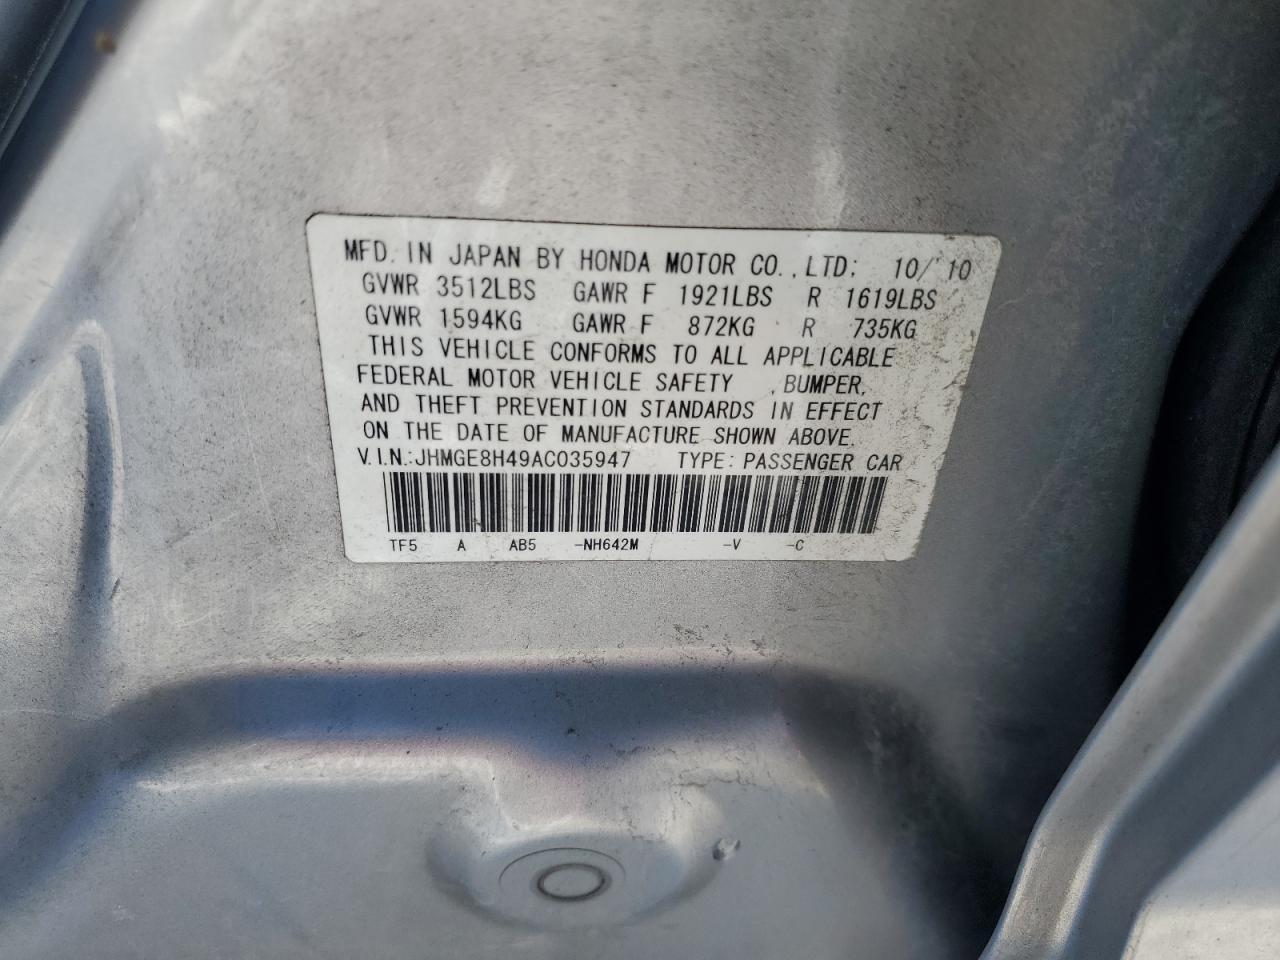 MFD. IN JAPAN BY HONDA MOTOR CO., LTD: 10/'10
GVWR 3512LBS GAWR F 1921LBS R 1619LBS
GVWR 1594KG GAWR F 872KG R 735KG
THIS VEHICLE CONFORMS TO ALL APPLICABLE
FEDERAL MOTOR VEHICLE SAFETY , BUMPER,
AND THEFT PREVENTION STANDARDS IN EFFECT
ON THE DATE OF MANUFACTURE SHOWN ABOVE.
V.I.N.:JHMGE8H49AC035947 TYPE: PASSENGER CAR
TF5 A AB5 -NH642M -V -C